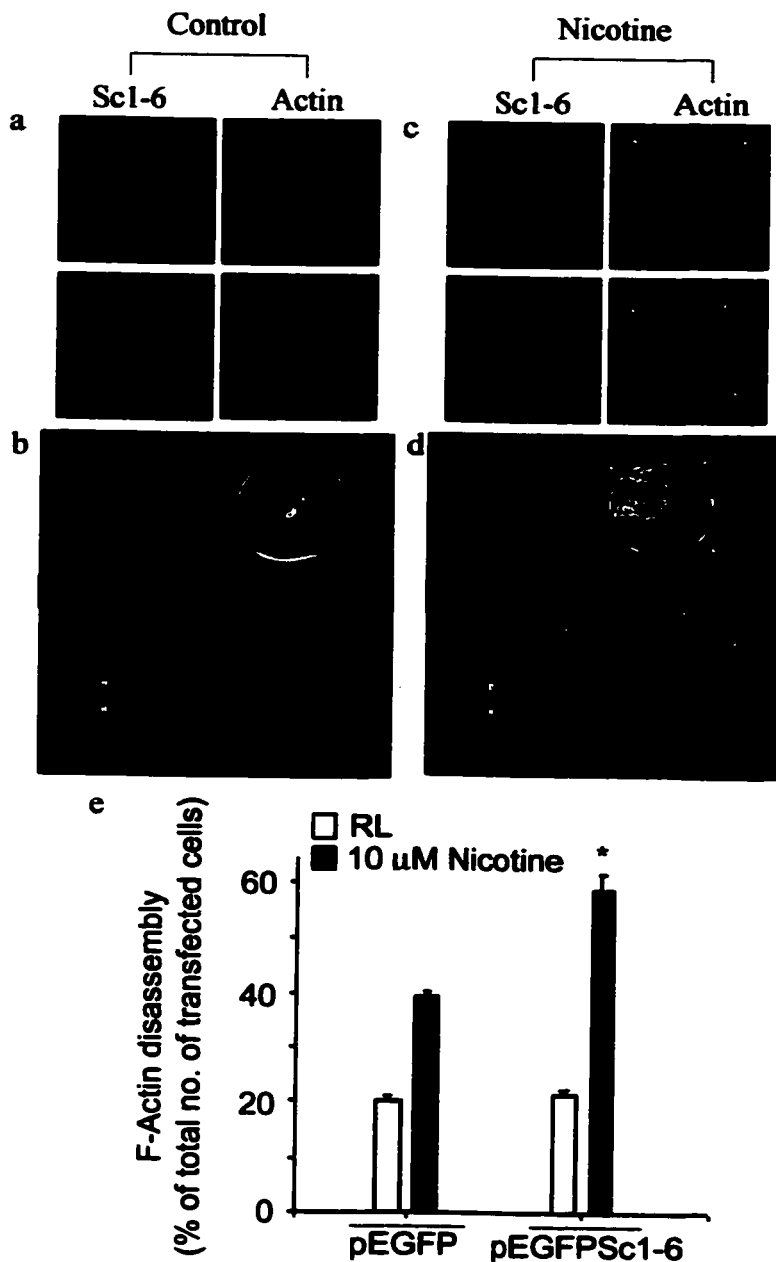 Control
Nicotine
Sc1-6 Actin
Sc1-6 Actin
a
c
b
d
e
F-Actin disassembly
(% of total no. of transfected cells)
RL
10 uM Nicotine
*
60
40
20
0
pEGFP
pEGFPSc1-6